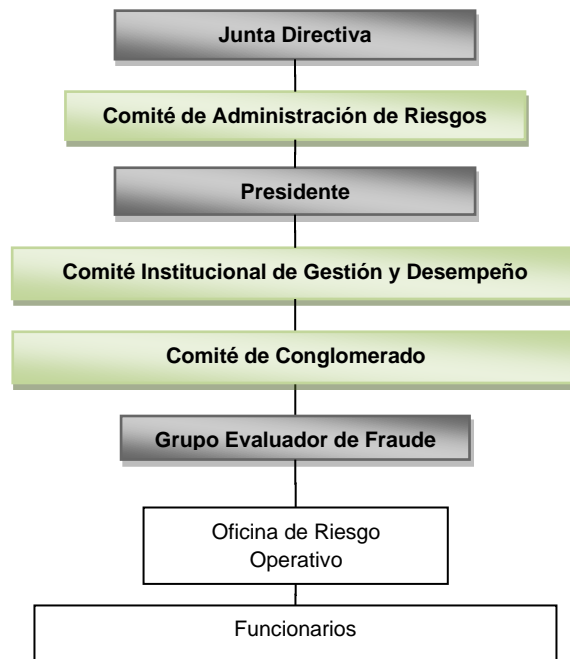 Junta Directiva
Comité de Administración de Riesgos
Presidente
Comité Institucional de Gestión y Desempeño
Comité de Conglomerado
Grupo Evaluador de Fraude
Oficina de Riesgo
Operativo
Funcionarios